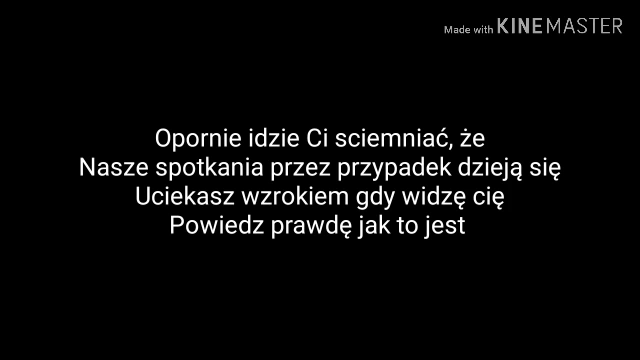 Made with KINEMASTER
Opornie idzie Ci sciemniać, że
Nasze spotkania przez przypadek dzieją się
Uciekasz wzrokiem gdy widzę cię
Powiedz prawdę jak to jest